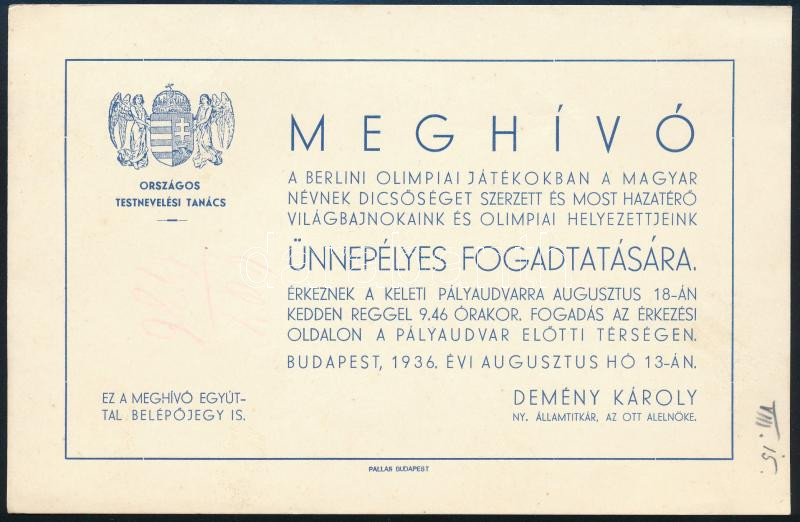 ORSZÁGOS
TESTNEVELÉSI TANÁCS
MEGHÍVÓ
A BERLINI OLIMPIAI JÁTÉKOKBAN A MAGYAR
NÉVNEK DICSŐSÉGET SZERZETT ÉS MOST HAZATÉRŐ
VILÁGBAJNOKAINK ÉS OLIMPIAI HELYEZETTJEINK
ÜNNEPÉLYES FOGADTATÁSÁRA.
ÉRKEZNEK A KELETI PÁLYAUDVARRA AUGUSZTUS 18-ÁN
KEDDEN REGGEL 9.46 ÓRAKOR. FOGADÁS AZ ÉRKEZÉSI
OLDALON A PÁLYAUDVAR ELŐTTI TÉRSÉGEN.
BUDAPEST, 1936. ÉVI AUGUSZTUS HÓ 13-ÁN.
EZ A MEGHÍVÓ EGYÚT-
TAL BELÉPŐJEGY IS.
DEMÉNY KÁROLY
NY. ÁLLAMTITKÁR, AZ OTT ALELNÖKE.
PALLAS BUDAPEST
VIII. 15.